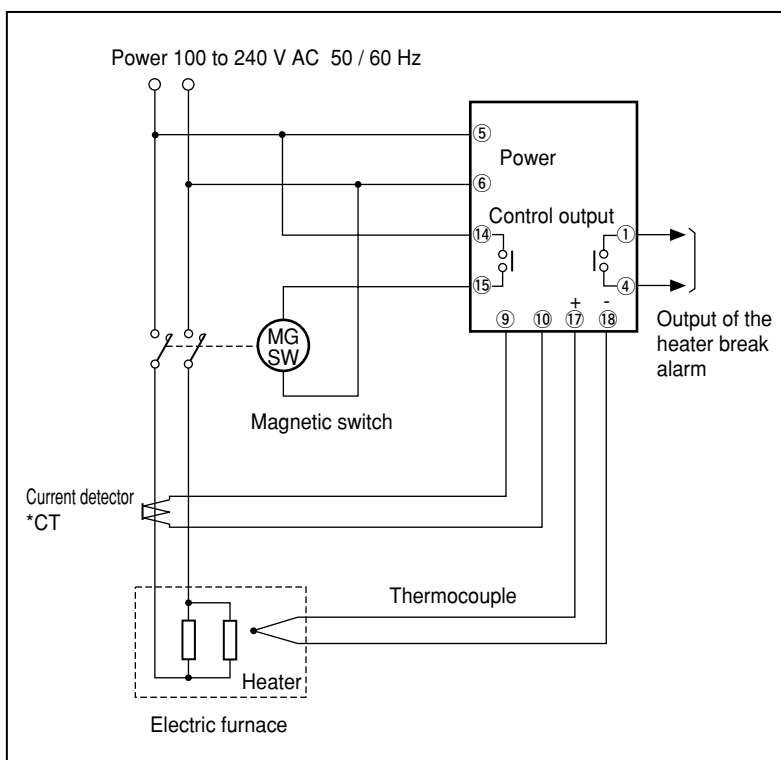 Power 100 to 240 V AC 50 / 60 Hz
⑤
Power
⑥
Control output
⑭
①
⑮
④
+ -
⑨ ⑩ ⑰ ⑱
Output of the
heater break
alarm
MG
SW
Magnetic switch
Current detector
*CT
Thermocouple
Heater
Electric furnace